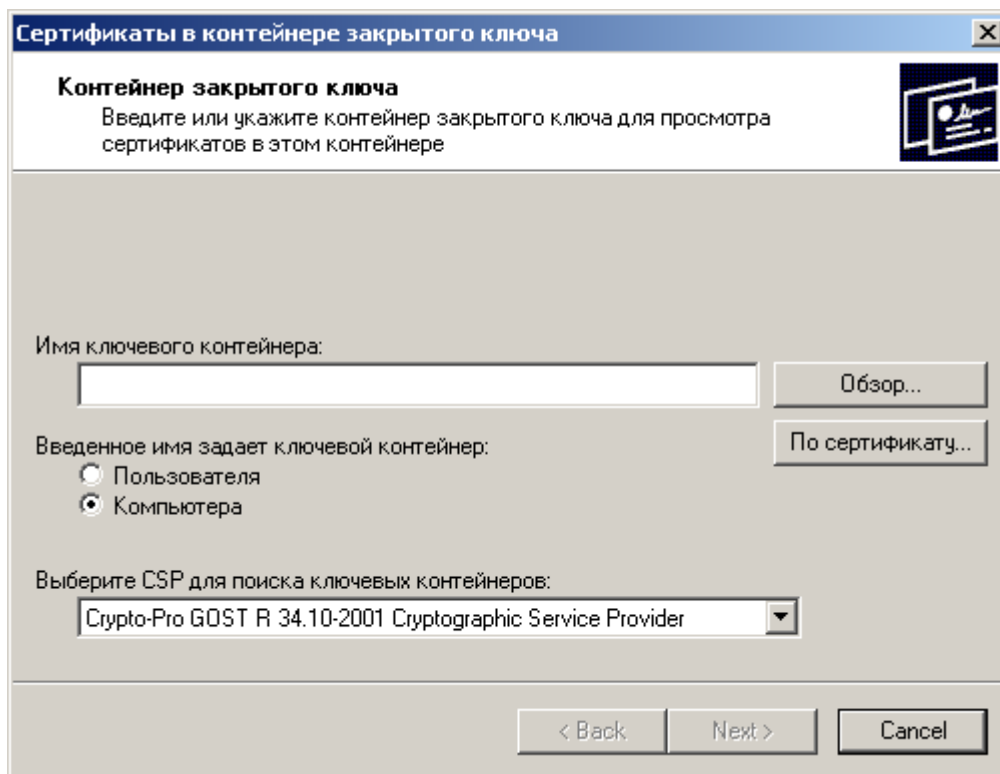 Сертификаты в контейнере закрытого ключа
Контейнер закрытого ключа
Введите или укажите контейнер закрытого ключа для просмотра
сертификатов в этом контейнере
Имя ключевого контейнера:
Обзор...
По сертификату...
Введенное имя задает ключевой контейнер:
Пользователя
Компьютера
Выберите CSP для поиска ключевых контейнеров:
Crypto-Pro GOST R 34.10-2001 Cryptographic Service Provider
< Back
Next >
Cancel